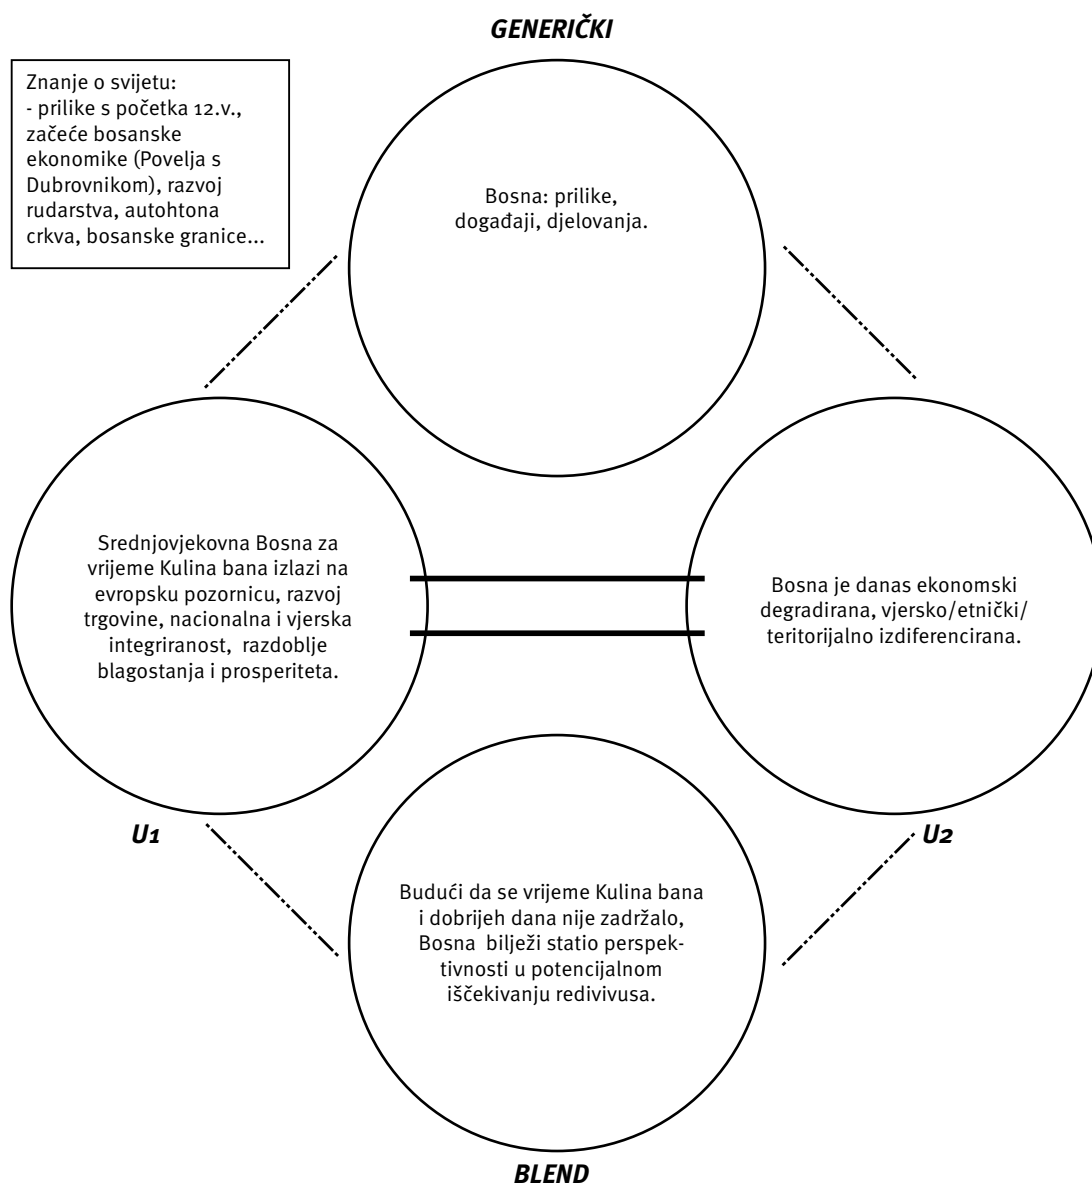 GENERIČKI
Znanje o svijetu:
- prilike s početka 12.v.,
začeće bosanske
ekonomike (Povelja s
Dubrovnikom), razvoj
rudarstva, autohtona
crkva, bosanske granice...
Bosna: prilike,
događaji, djelovanja.
Srednjovjekovna Bosna za
vrijeme Kulina bana izlazi na
evropsku pozornicu, razvoj
trgovine, nacionalna i vjerska
integriranost, razdoblje
blagostanja i prosperiteta.
Bosna je danas ekonomski
degradirana, vjersko/etnički/
teritorijalno izdiferencirana.
U1
U2
Budući da se vrijeme Kulina bana
i dobrijeh dana nije zadržalo,
Bosna bilježi statio perspek-
tivnosti u potencijalnom
iščekivanju redivivusa.
BLEND